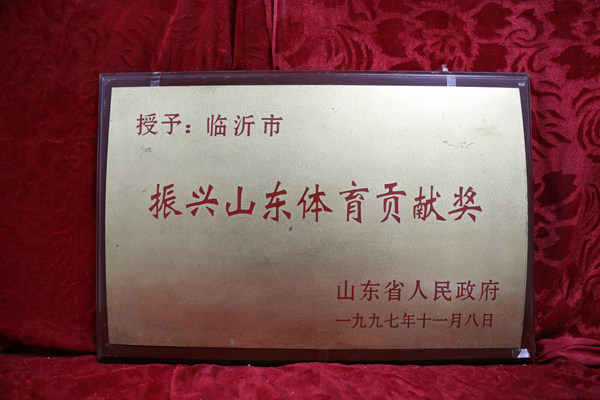 授予：临沂市
振兴山东体育贡献奖
山东省人民政府
一九九七年十一月八日